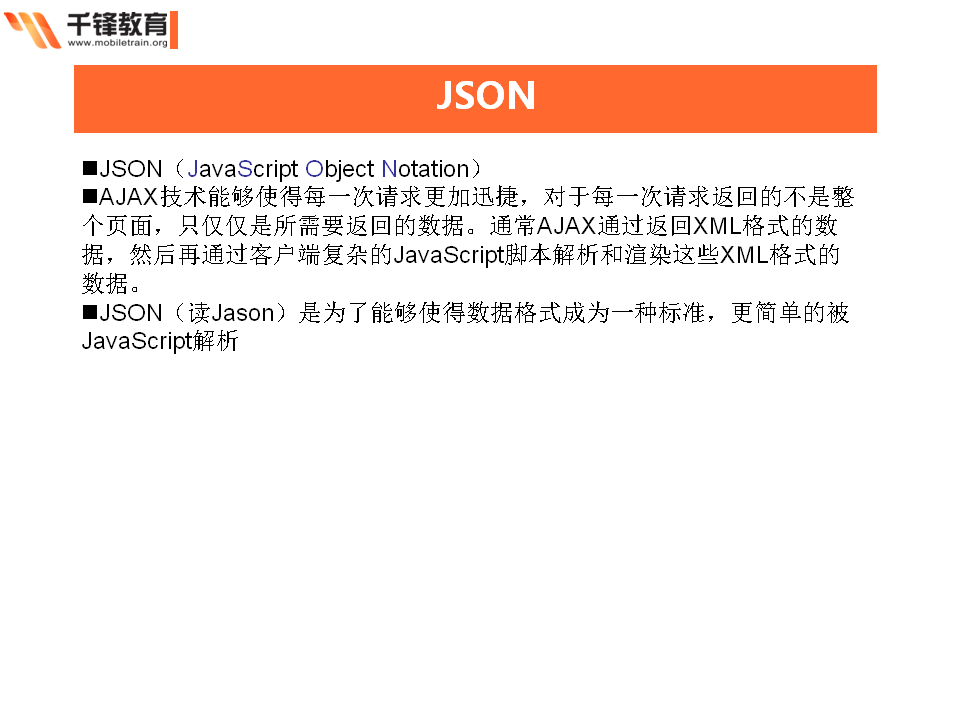 千锋教育
www.mobiletrain.org
JSON
■JSON（JavaScript Object Notation）
■AJAX技术能够使得每一次请求更加迅捷，对于每一次请求返回的不是整
个页面，只仅仅是所需要返回的数据。通常AJAX通过返回XML格式的数
据，然后再通过客户端复杂的JavaScript脚本解析和渲染这些XML格式的
数据。
■JSON（读Jason）是为了能够使得数据格式成为一种标准，更简单的被
JavaScript解析